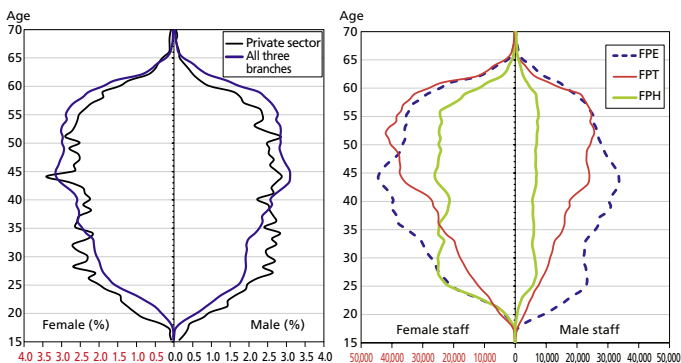 Age
70
65
60
55
50
45
40
35
30
25
20
15
Private sector
All three
branches
Female (%)
Male (%)
4.0 3.5 3.0 2.5 2.0 1.5 1.0 0.5 0.0 0.5 1.0 1.5 2.0 2.5 3.0 3.5 4.0
Age
70
65
60
55
50
45
40
35
30
25
20
15
FPE
FPT
FPH
Female staff
Male staff
50,000 40,000 30,000 20,000 10,000 0 10,000 20,000 30,000 40,000 50,000